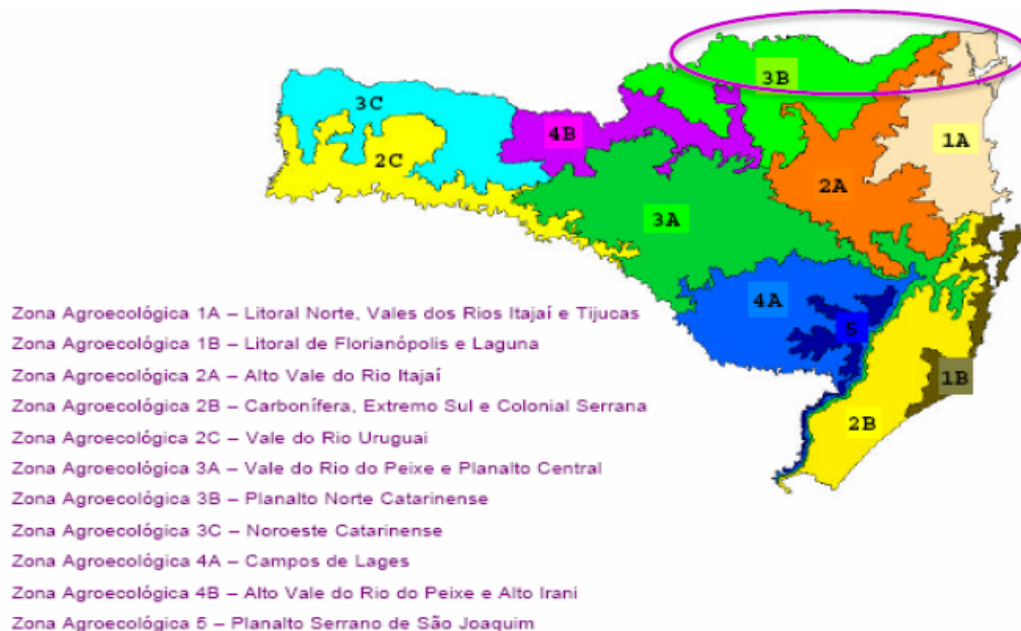 3B
3C
4B
1A
2C
2A
3A
4A
5
1B
2B
Zona Agroecológica 1A – Litoral Norte, Vales dos Rios Itajaí e Tijucas
Zona Agroecológica 1B – Litoral de Florianópolis e Laguna
Zona Agroecológica 2A – Alto Vale do Rio Itajaí
Zona Agroecológica 2B – Carbonífera, Extremo Sul e Colonial Serrana
Zona Agroecológica 2C – Vale do Rio Uruguai
Zona Agroecológica 3A – Vale do Rio do Peixe e Planalto Central
Zona Agroecológica 3B – Planalto Norte Catarinense
Zona Agroecológica 3C – Noroeste Catarinense
Zona Agroecológica 4A – Campos de Lages
Zona Agroecológica 4B – Alto Vale do Rio do Peixe e Alto Irani
Zona Agroecológica 5 – Planalto Serrano de São Joaquim